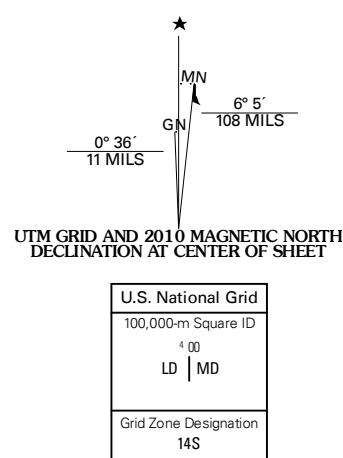 ★
MN
GN
6° 5´
108 MILS
0° 36´
11 MILS
UTM GRID AND 2010 MAGNETIC NORTH
DECLINATION AT CENTER OF SHEET
U.S. National Grid
100,000-m Square ID
4 00
LD MD
Grid Zone Designation
14S